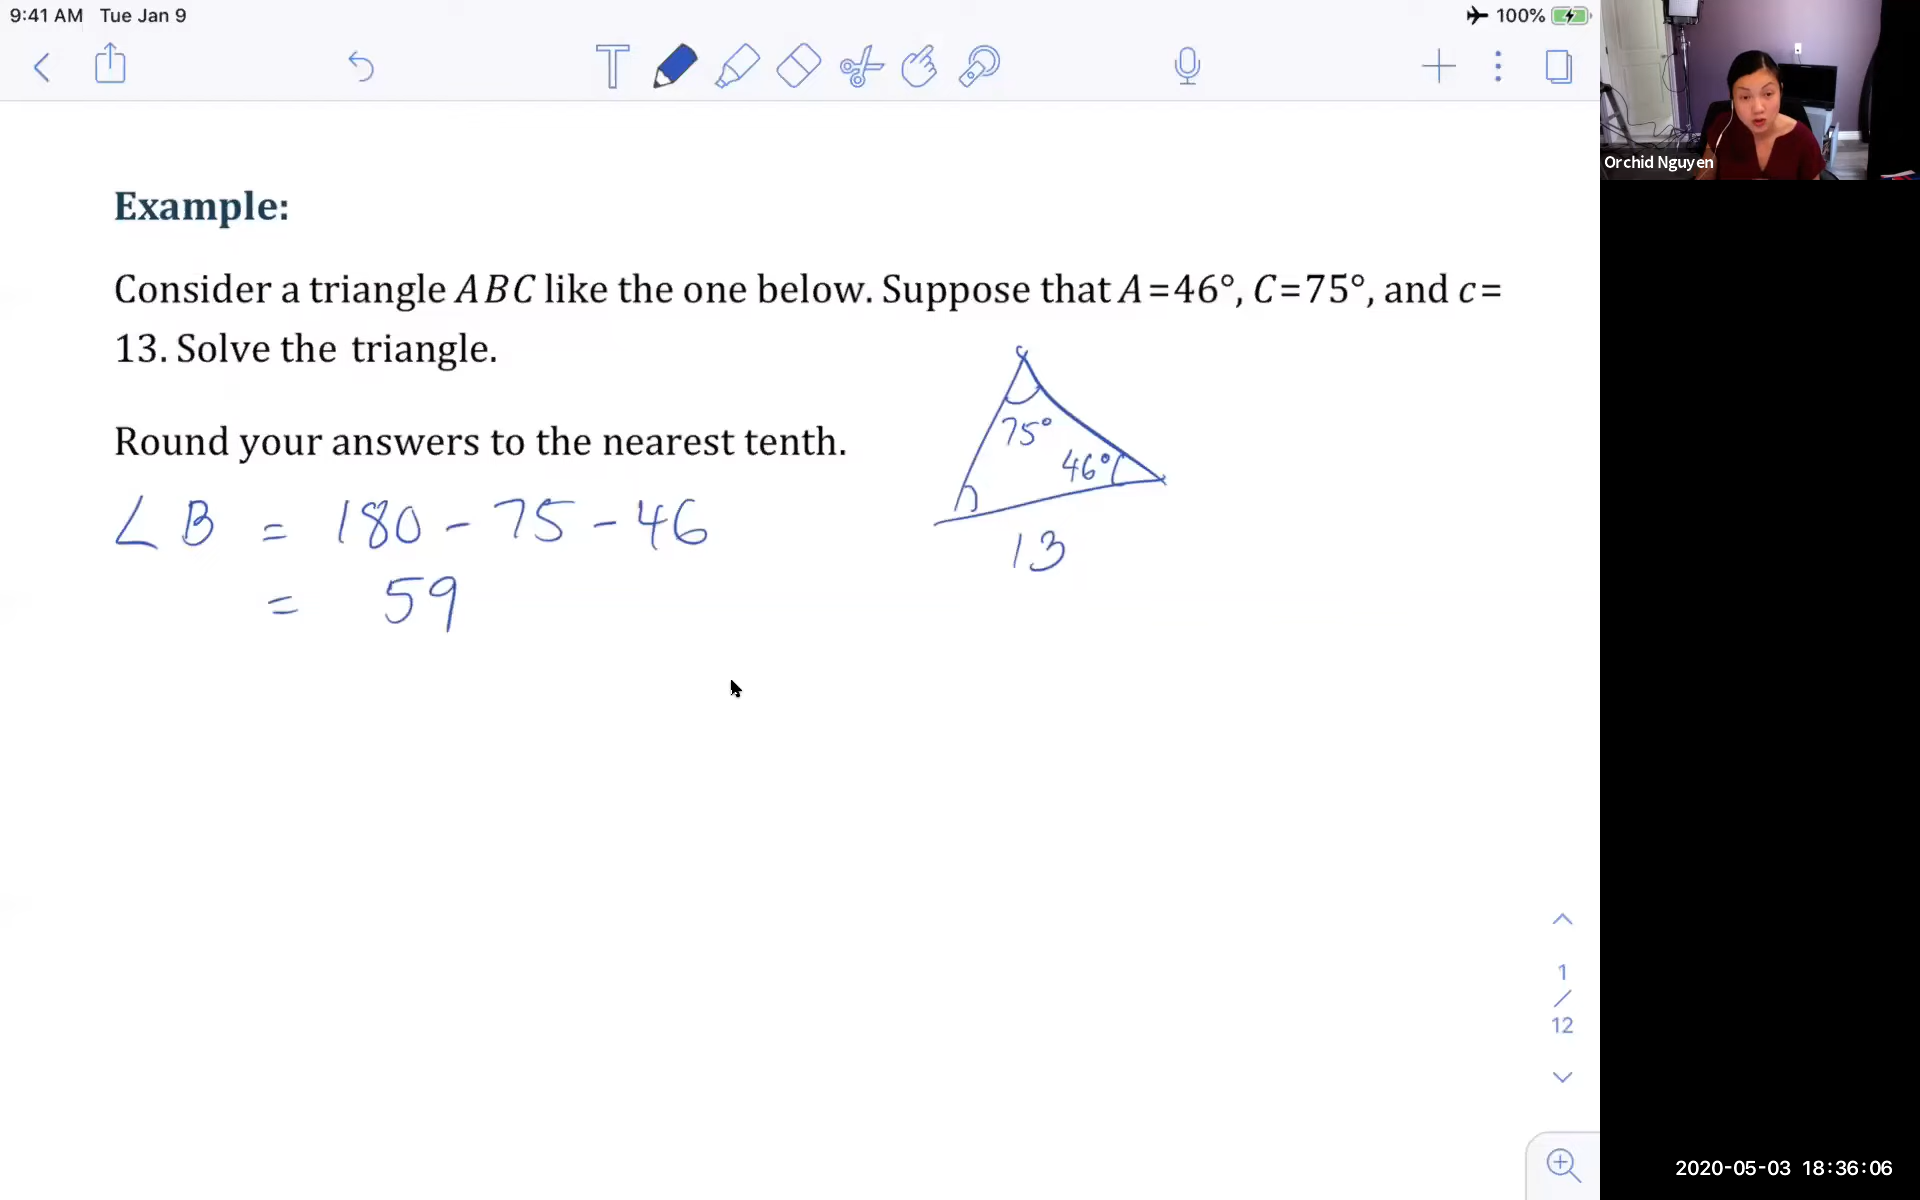 9:41 AM Tue Jan 9
100%
Orchid Nguyen
Example:
Consider a triangle ABC like the one below. Suppose that A=46°, C=75°, and c=
13. Solve the triangle.
Round your answers to the nearest tenth.
75°
46°
13
∠ B = 180 - 75 - 46
= 59
1
/
12
2020-05-03 18:36:06